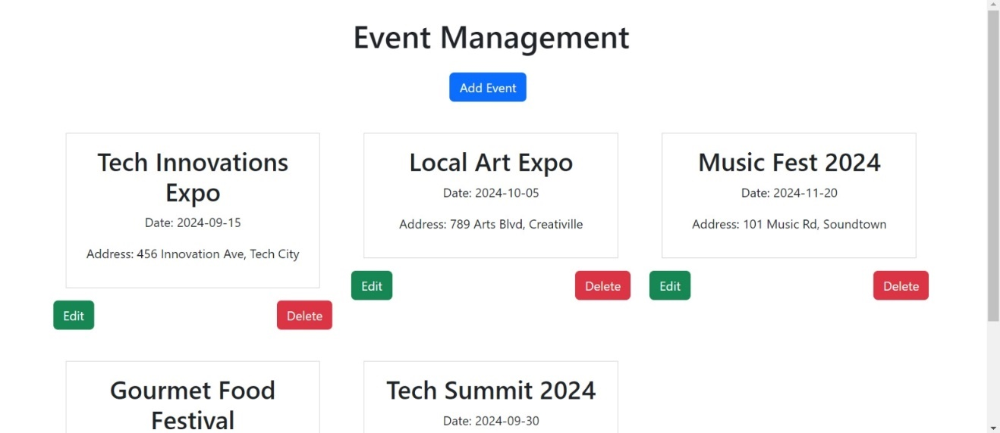 Event Management
Add Event
Tech Innovations
Expo
Date: 2024-09-15
Address: 456 Innovation Ave, Tech City
Edit
Delete
Local Art Expo
Date: 2024-10-05
Address: 789 Arts Blvd, Creativille
Edit
Delete
Music Fest 2024
Date: 2024-11-20
Address: 101 Music Rd, Soundtown
Edit
Delete
Gourmet Food
Festival
Tech Summit 2024
Date: 2024-09-30